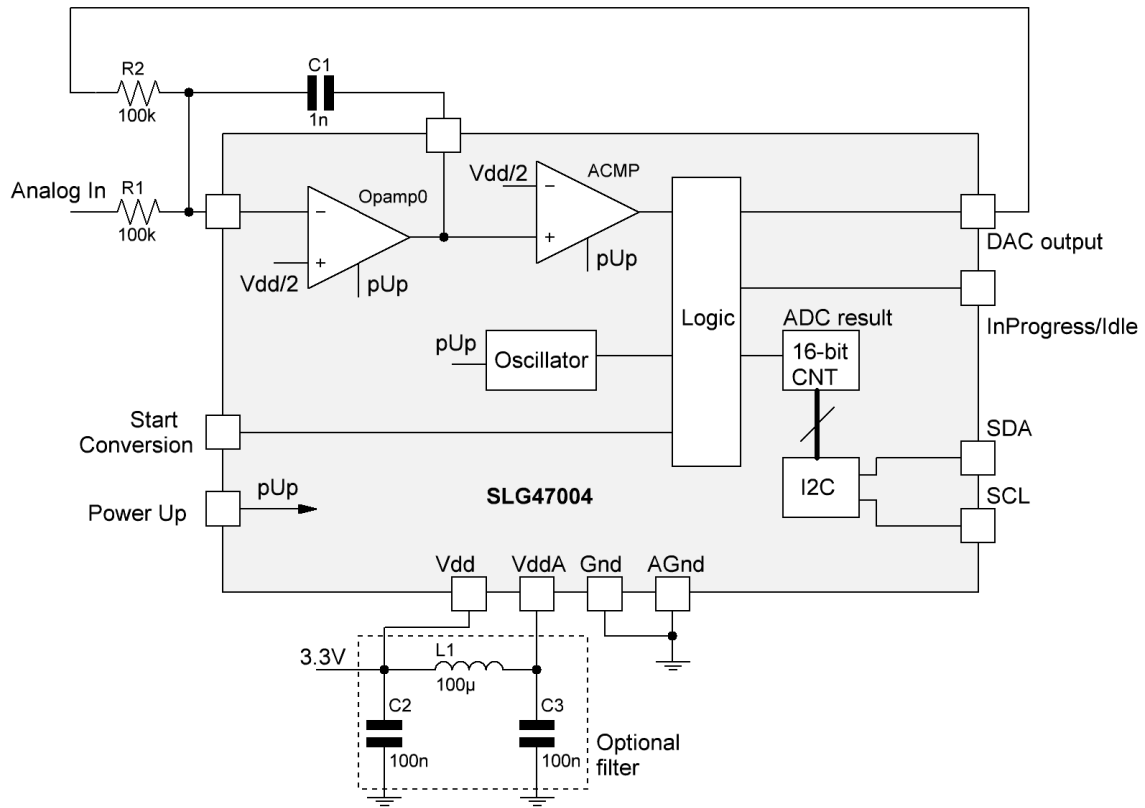 R2
100k
C1
1n
Analog In
R1
100k
Opamp0
−
+
Vdd/2
pUp
Vdd/2
ACMP
−
+
pUp
Logic
DAC output
InProgress/Idle
pUp
Oscillator
ADC result
16-bit
CNT
Start
Conversion
Power Up
pUp
SLG47004
I2C
SDA
SCL
Vdd
VddA
Gnd
AGnd
3.3V
L1
100µ
C2
100n
C3
100n
Optional
filter